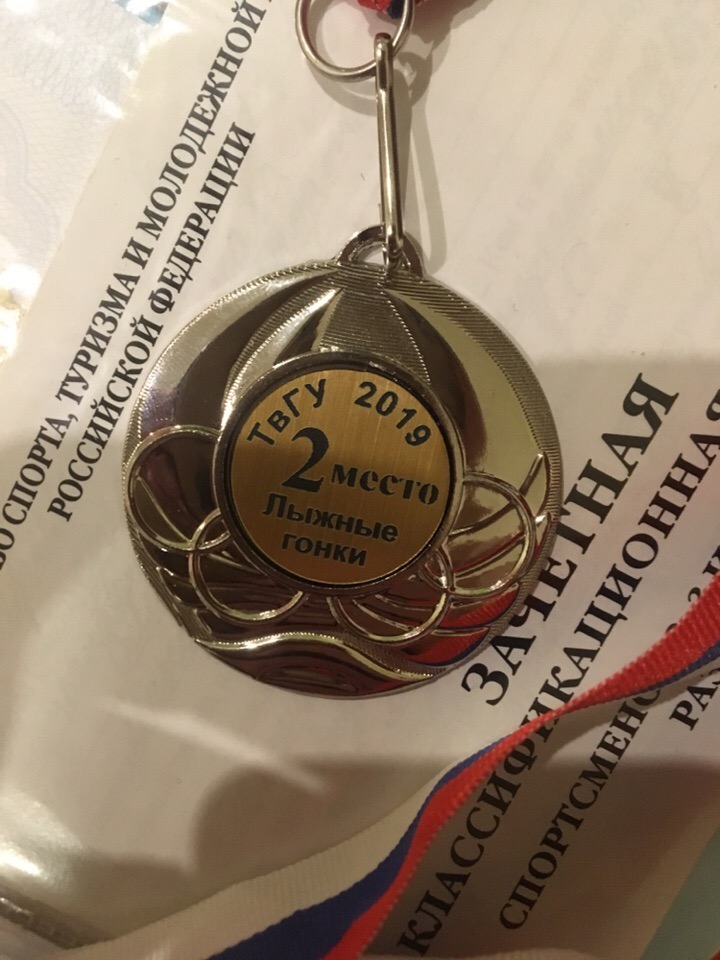 СПОРТА, ТУРИЗМА И МОЛОДЕЖНОЙ
РОССИЙСКОЙ ФЕДЕРАЦИИ
ТвГУ 2019
2 место
Лыжные
гонки
ЗАЧЕТНАЯ
КЛАССИФИКАЦИОННАЯ